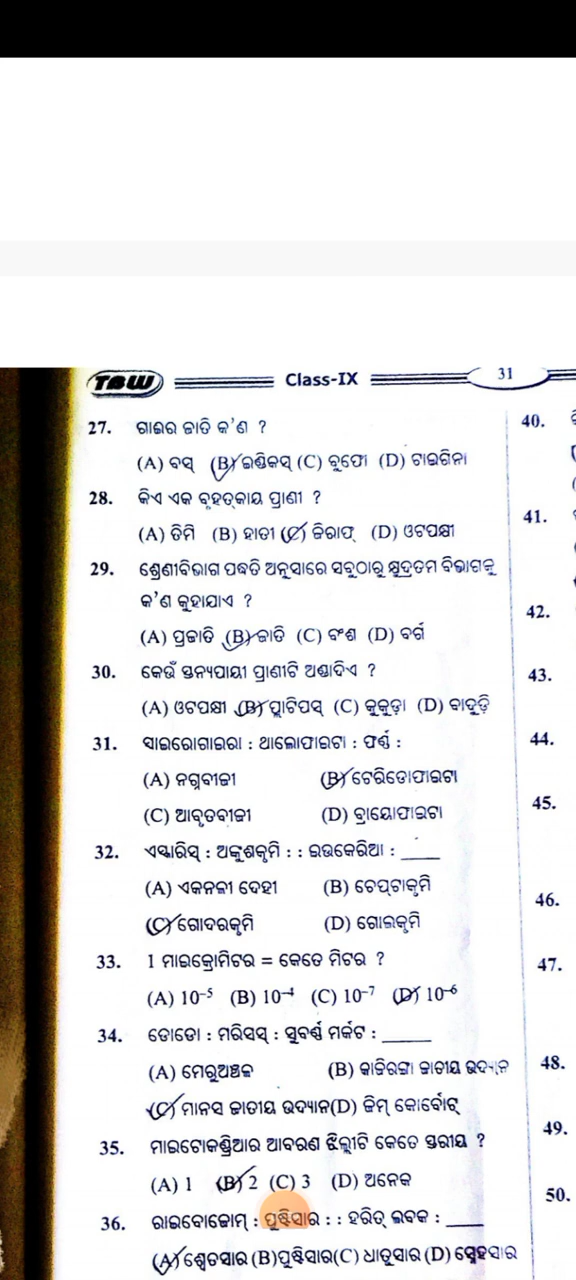 TBW Class-IX 31
27. ଗାଈର ଜାତି କ'ଣ ?
(A) ବସ୍ (B) ଇଣ୍ଡିକସ୍ (C) ବୁଫୋ (D) ଟାଇଗିନା
28. କିଏ ଏକ ବୃହତ୍‌କାୟ ପ୍ରାଣୀ ?
(A) ତିମି (B) ହାତୀ (C) ଜିରାଫ୍ (D) ଓଟପକ୍ଷୀ
29. ଶ୍ରେଣୀବିଭାଗ ପଦ୍ଧତି ଅନୁସାରେ ସବୁଠାରୁ କ୍ଷୁଦ୍ରତମ ବିଭାଗକୁ
କ'ଣ କୁହାଯାଏ ?
(A) ପ୍ରଜାତି (B) ଜାତି (C) ବଂଶ (D) ବର୍ଗ
30. କେଉଁ ସ୍ତନ୍ୟପାୟୀ ପ୍ରାଣୀଟି ଅଣ୍ଡାଦିଏ ?
(A) ଓଟପକ୍ଷୀ (B) ପ୍ଲାଟିପସ୍ (C) କୁକୁଡ଼ା (D) ବାଦୁଡ଼ି
31. ସାଇରୋଗାଇରା : ଥାଲୋଫାଇଟା : ଫର୍ଣ୍ଣ :
(A) ନଗ୍ନବୀଜୀ (B) ଟେରିଡୋଫାଇଟା
(C) ଆବୃତବୀଜୀ (D) ବ୍ରାୟୋଫାଇଟା
32. ଏସ୍କାରିସ୍ : ଅଙ୍କୁଶକୃମି : : ଉଚେରିଆ : ____
(A) ଏକନଳୀ ଦେହୀ (B) ଚେପ୍‌ଟାକୃମି
(C) ଗୋଦରକୃମି (D) ଗୋଲକୃମି
33. 1 ମାଇକ୍ରୋମିଟର = କେତେ ମିଟର ?
(A) 10⁻⁵ (B) 10⁻⁴ (C) 10⁻⁷ (D) 10⁻⁶
34. ଡୋଡୋ : ମରିସସ୍ : ସୁବର୍ଣ୍ଣ ମର୍କଟ : ____
(A) ମେରୁଅଞ୍ଚଳ (B) କାଜିରଙ୍ଗା ଜାତୀୟ ଉଦ୍ୟାନ
(C) ମାନସ ଜାତୀୟ ଉଦ୍ୟାନ (D) ଜିମ୍ କୋର୍ବୋଟ୍
35. ମାଇଟୋକଣ୍ଡ୍ରିଆର ଆବରଣ ଝିଲ୍ଲୀଟି କେତେ ସ୍ତରୀୟ ?
(A) 1 (B) 2 (C) 3 (D) ଅନେକ
36. ରାଇବୋଜୋମ୍ : ପୁଷ୍ଟିସାର : : ହରିତ୍ ଲବକ : ____
(A) ଶ୍ୱେତସାର (B) ପୁଷ୍ଟିସାର (C) ଧାତୁସାର (D) ସ୍ନେହସାର
40.
41.
42.
43.
44.
45.
46.
47.
48.
49.
50.